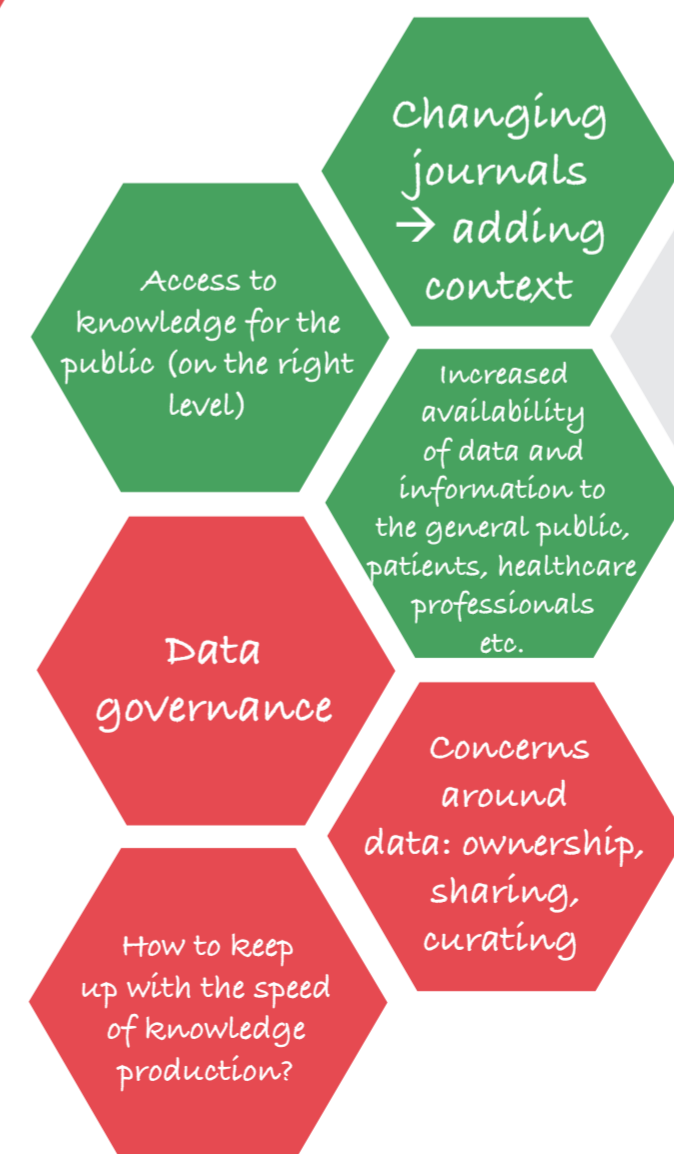 Changing
journals
→ adding
context
Access to
knowledge for the
public (on the right
level)
Increased
availability
of data and
information to
the general public,
patients, healthcare
professionals
etc.
Data
governance
Concerns
around
data: ownership,
sharing,
curating
How to keep
up with the speed
of knowledge
production?